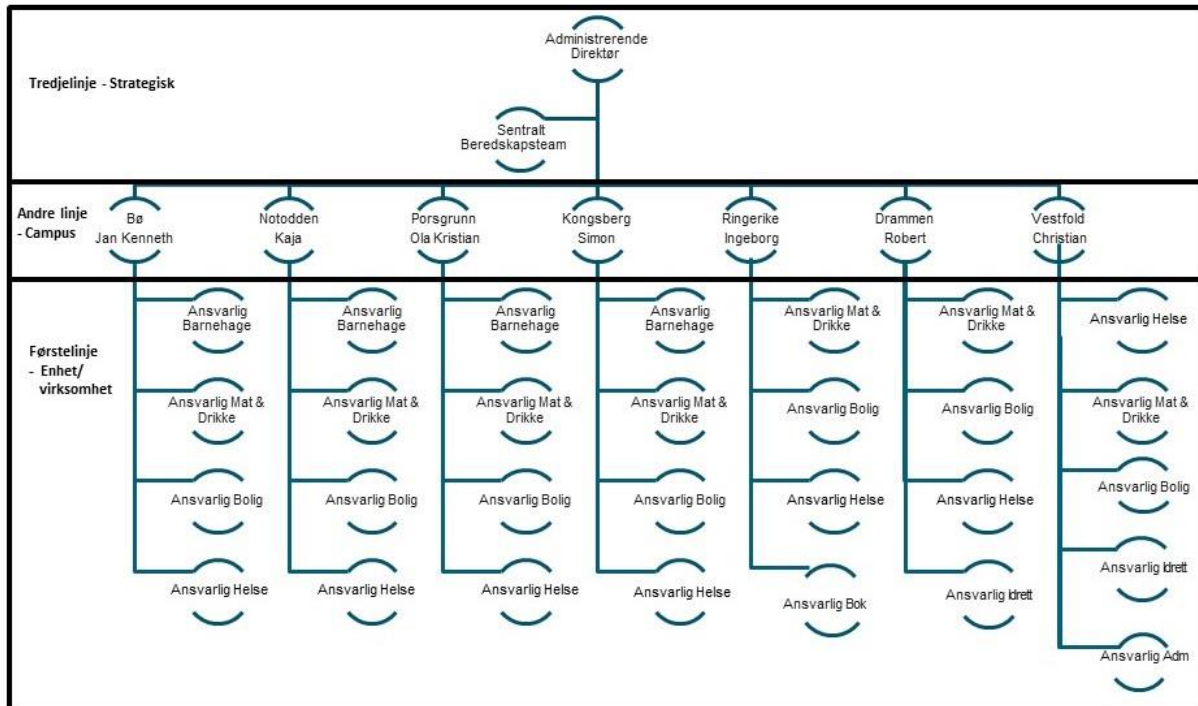 Administrerende
Direktør
Tredjelinje - Strategisk
Sentralt
Beredskapsteam
Andre linje
- Campus
Bø
Jan Kenneth
Notodden
Kaja
Porsgrunn
Ola Kristian
Kongsberg
Simon
Ringerike
Ingeborg
Drammen
Robert
Vestfold
Christian
Førstelinje
- Enhet/
virksomhet
Ansvarlig
Barnehage
Ansvarlig Mat &
Drikke
Ansvarlig Bolig
Ansvarlig Helse
Ansvarlig
Barnehage
Ansvarlig Mat &
Drikke
Ansvarlig Bolig
Ansvarlig Helse
Ansvarlig
Barnehage
Ansvarlig Mat &
Drikke
Ansvarlig Bolig
Ansvarlig Helse
Ansvarlig
Barnehage
Ansvarlig Mat &
Drikke
Ansvarlig Bolig
Ansvarlig Helse
Ansvarlig Mat &
Drikke
Ansvarlig Bolig
Ansvarlig Helse
Ansvarlig Bok
Ansvarlig Mat &
Drikke
Ansvarlig Bolig
Ansvarlig Helse
Ansvarlig Idrett
Ansvarlig Helse
Ansvarlig Mat &
Drikke
Ansvarlig Bolig
Ansvarlig Idrett
Ansvarlig Adm